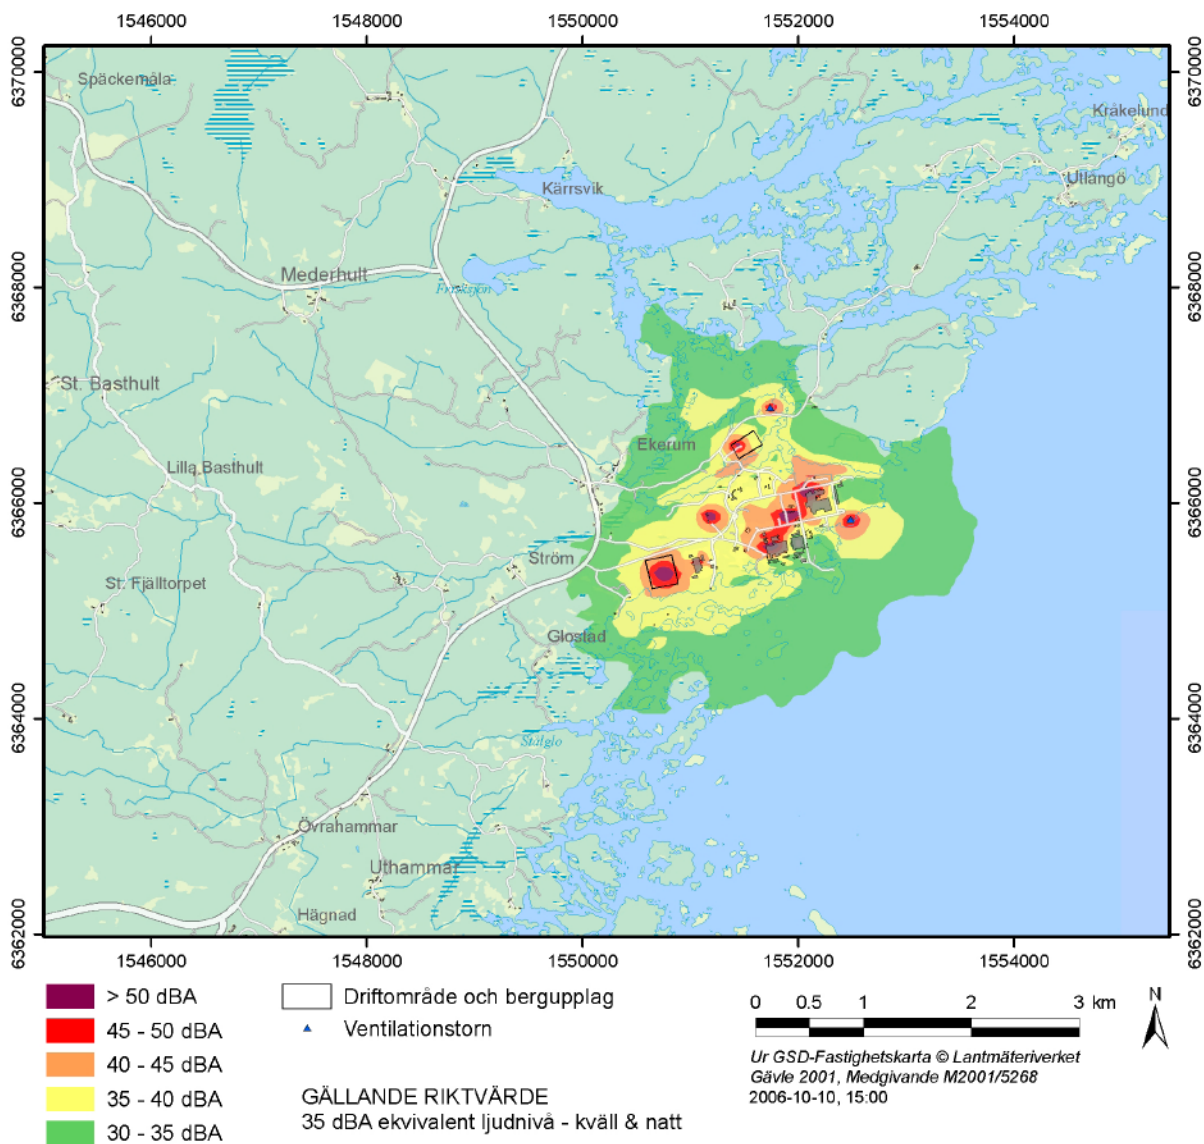 1546000 1548000 1550000 1552000 1554000
6370000 6370000
Späckemåla
Kråkelund
Kärrsvik
Utlångö
Mederhult
Frisksjön
6368000 6368000
St. Basthult
Ekerum
Lilla Basthult
6366000 6366000
Ström
St. Fjälltorpet
Glostad
6364000 6364000
Stålglo
Övrahammar
Uthammar
Hägnad
6362000 6362000
1546000 1548000 1550000 1552000 1554000
> 50 dBA
45 - 50 dBA
40 - 45 dBA
35 - 40 dBA
30 - 35 dBA
Driftområde och bergupplag
Ventilationstorn
GÄLLANDE RIKTVÄRDE
35 dBA ekvivalent ljudnivå - kväll & natt
0 0.5 1 2 3 km
N
Ur GSD-Fastighetskarta © Lantmäteriverket
Gävle 2001, Medgivande M2001/5268
2006-10-10, 15:00